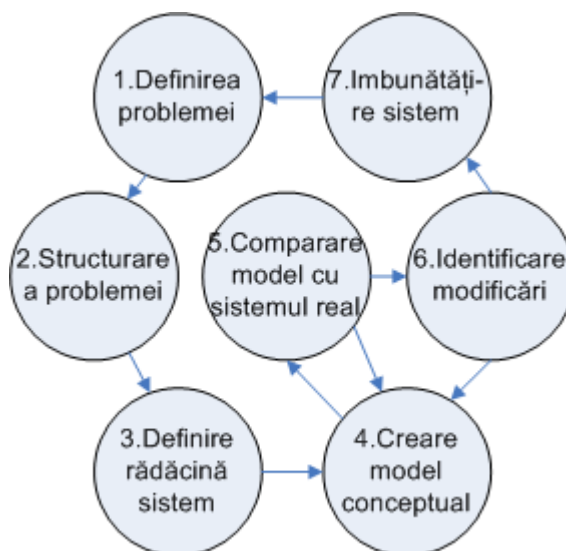 1.Definirea
problemei
2.Structurare
a problemei
3.Definire
rădăcină
sistem
4.Creare
model
conceptual
5.Comparare
model cu
sistemul real
6.Identificare
modificări
7.Imbunătăți-
re sistem